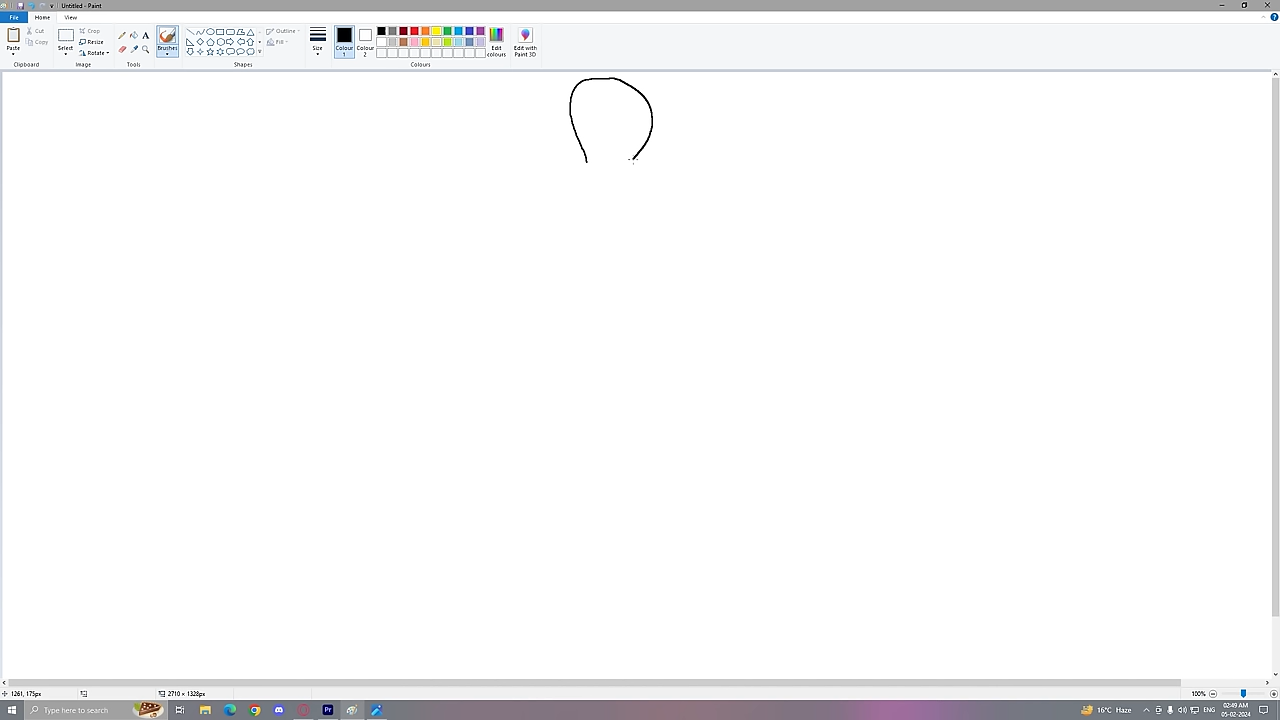 Untitled - Paint
File Home View
Paste
Cut
Copy
Clipboard
Select
Crop
Resize
Rotate
Image
Tools
Brushes
Shapes
Outline
Fill
Size
Colour 1
Colour 2
Edit colours
Edit with Paint 3D
Colours
1261, 175px
2710 × 1328px
100%
Type here to search
Pr
16°C Haze
ENG
02:49 AM
05-02-2024